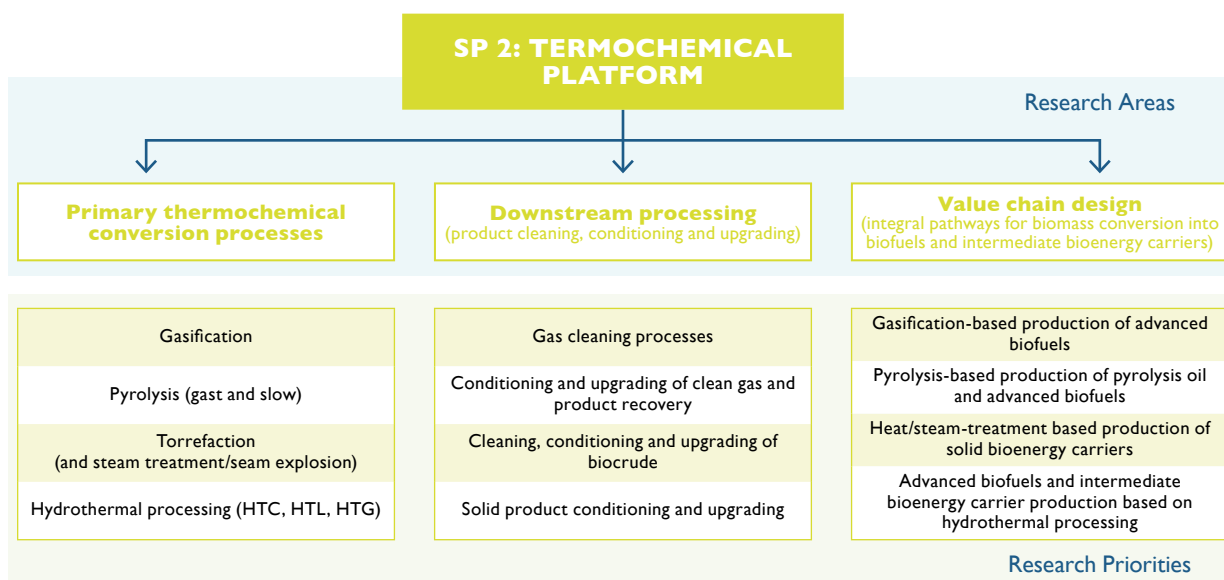 SP 2: TERMOCHEMICAL
PLATFORM
Research Areas
Primary thermochemical
conversion processes
Downstream processing
(product cleaning, conditioning and upgrading)
Value chain design
(integral pathways for biomass conversion into
biofuels and intermediate bioenergy carriers)
Gasification
Pyrolysis (gast and slow)
Torrefaction
(and steam treatment/seam explosion)
Hydrothermal processing (HTC, HTL, HTG)
Gas cleaning processes
Conditioning and upgrading of clean gas and
product recovery
Cleaning, conditioning and upgrading of
biocrude
Solid product conditioning and upgrading
Gasification-based production of advanced
biofuels
Pyrolysis-based production of pyrolysis oil
and advanced biofuels
Heat/steam-treatment based production of
solid bioenergy carriers
Advanced biofuels and intermediate
bioenergy carrier production based on
hydrothermal processing
Research Priorities